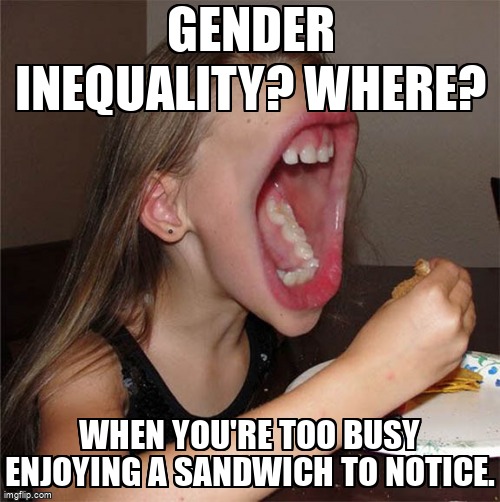 GENDER
INEQUALITY? WHERE?
WHEN YOU'RE TOO BUSY
ENJOYING A SANDWICH TO NOTICE.
imgflip.com